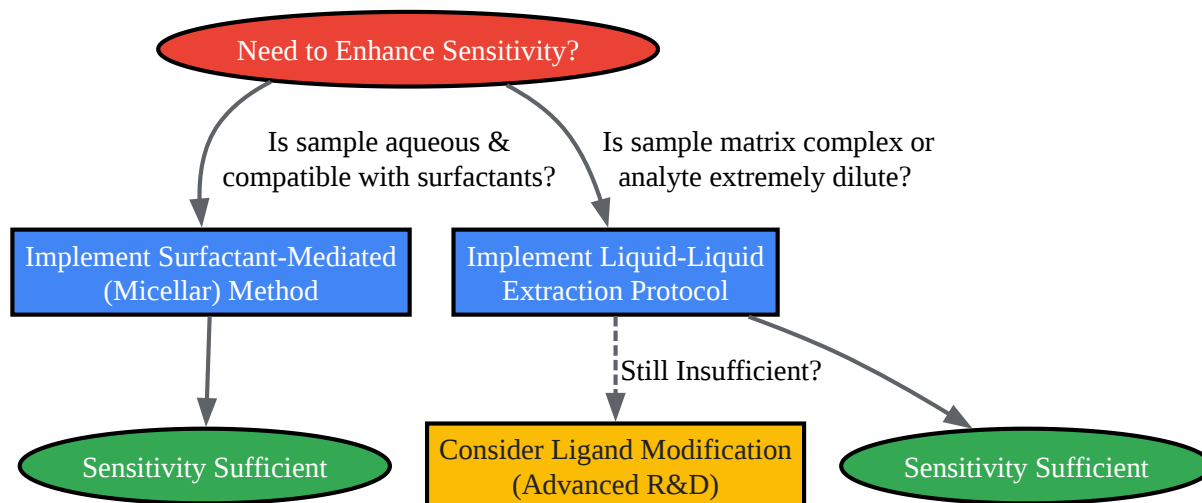 Need to Enhance Sensitivity?
Is sample aqueous &
compatible with surfactants?
Is sample matrix complex or
analyte extremely dilute?
Implement Surfactant-Mediated
(Micellar) Method
Implement Liquid-Liquid
Extraction Protocol
Still Insufficient?
Sensitivity Sufficient
Consider Ligand Modification
(Advanced R&D)
Sensitivity Sufficient